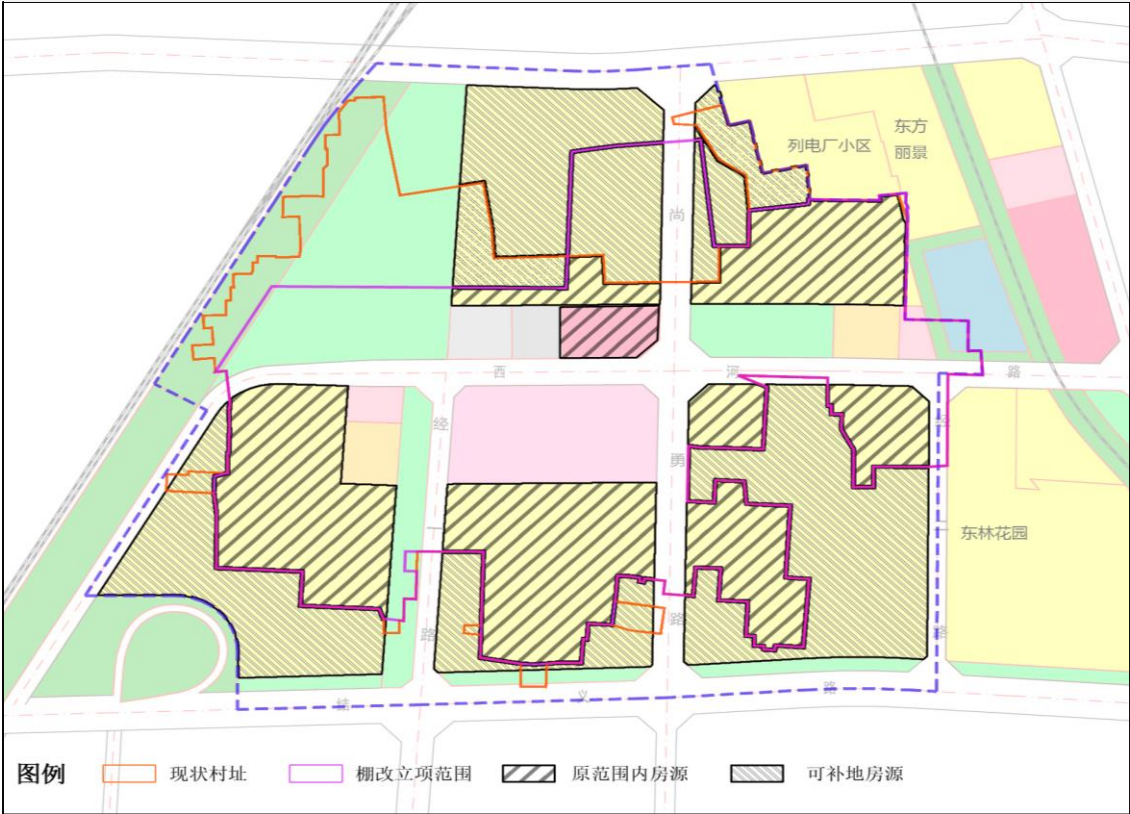 东方
列电厂小区
丽景
尚
西 河 路
经
勇
东林花园
路
路
路
义 路
图例 现状村址 棚改立项范围 原范围内房源 可补地房源